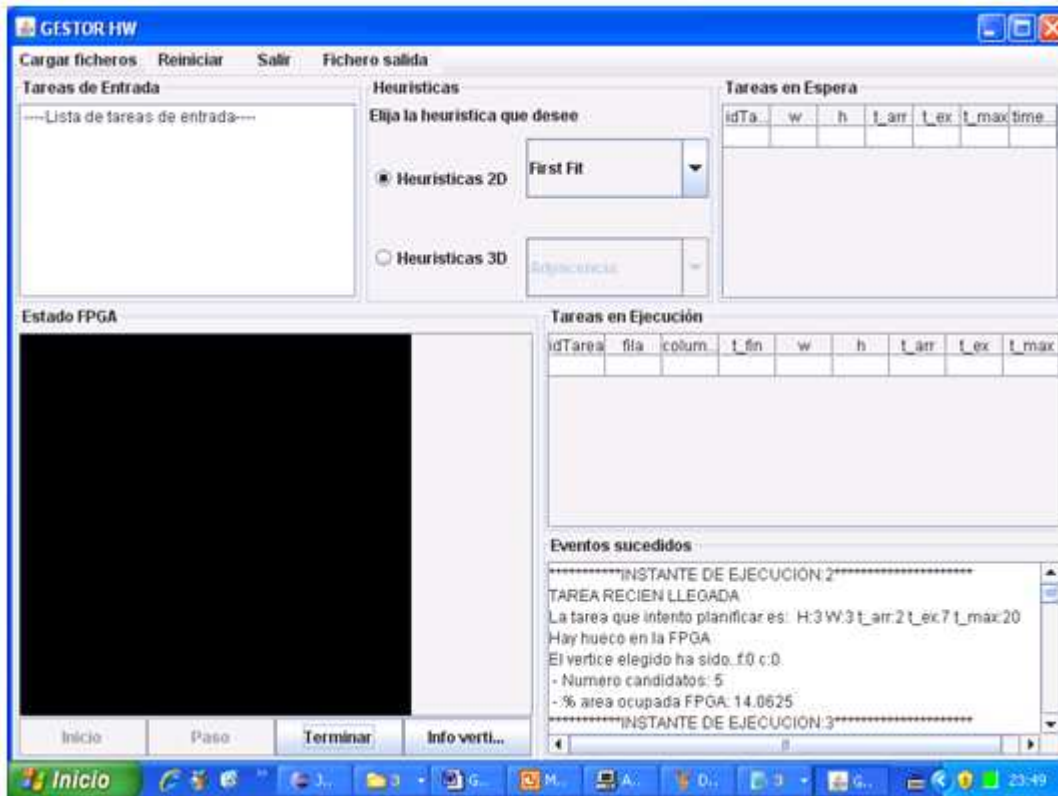 GESTOR HW
Cargar ficheros Reiniciar Salir Fichero salida
Tareas de Entrada
----Lista de tareas de entrada----
Heuristicas
Elija la heuristica que desee
Heuristicas 2D
First Fit
Heuristicas 3D
Adyacencia
Tareas en Espera
idTa... w h t_arr t_ex t_max time...
Estado FPGA
Tareas en Ejecución
idTarea fila colum... t_fin w h t_arr t_ex t_max
Eventos sucedidos
***********INSTANTE DE EJECUCION:2**********************
TAREA RECIEN LLEGADA
La tarea que intento planificar es: H:3 W:3 t_arr:2 t_ex:7 t_max:20
Hay hueco en la FPGA
El vertice elegido ha sido..f:0 c:0
- Numero candidatos: 5
- % area ocupada FPGA: 14.0625
***********INSTANTE DE EJECUCION:3**********************
Inicio Paso Terminar Info verti...
Inicio J... 3 G... M... A... D... 3 G... 23:49